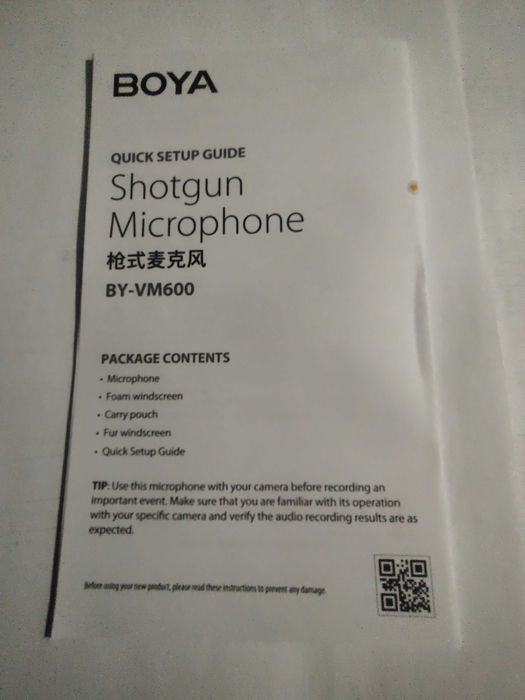 BOYA
QUICK SETUP GUIDE
Shotgun
Microphone
枪式麦克风
BY-VM600
PACKAGE CONTENTS
• Microphone
• Foam windscreen
• Carry pouch
• Fur windscreen
• Quick Setup Guide
TIP: Use this microphone with your camera before recording an
important event. Make sure that you are familiar with its operation
with your specific camera and verify the audio recording results are as
expected.
Before using your new product, please read these instructions to prevent any damage.